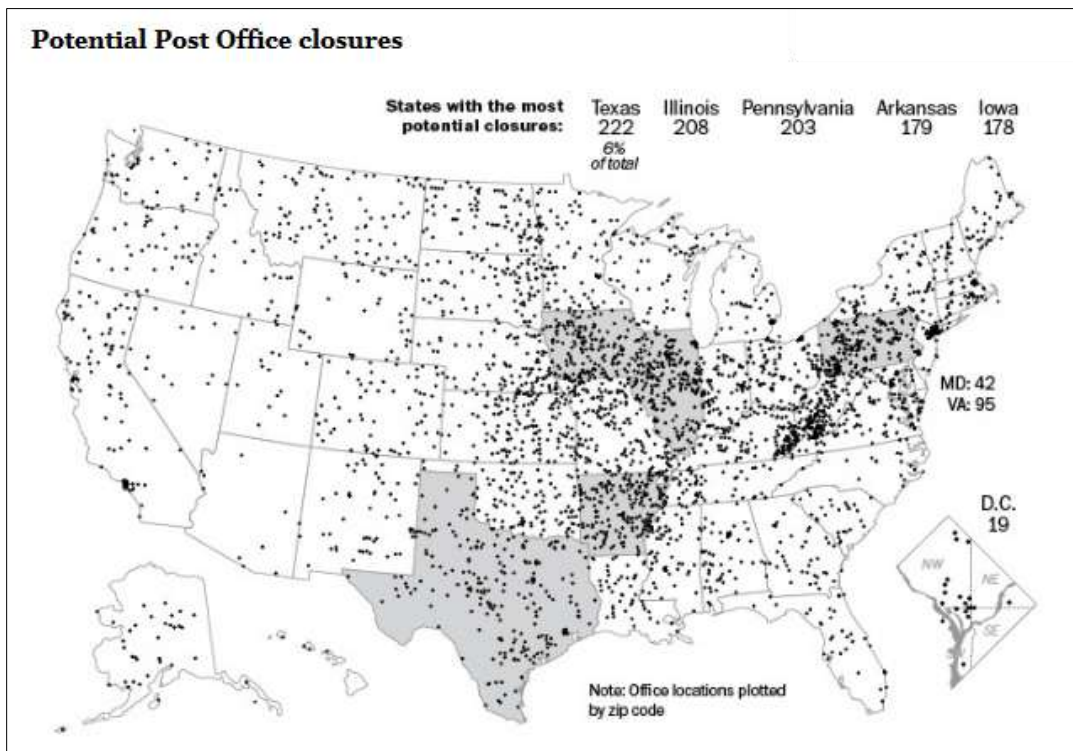 Potential Post Office closures
States with the most potential closures:
Texas 222 6% of total
Illinois 208
Pennsylvania 203
Arkansas 179
Iowa 178
MD: 42
VA: 95
D.C.
19
NW
NE
SE
Note: Office locations plotted
by zip code